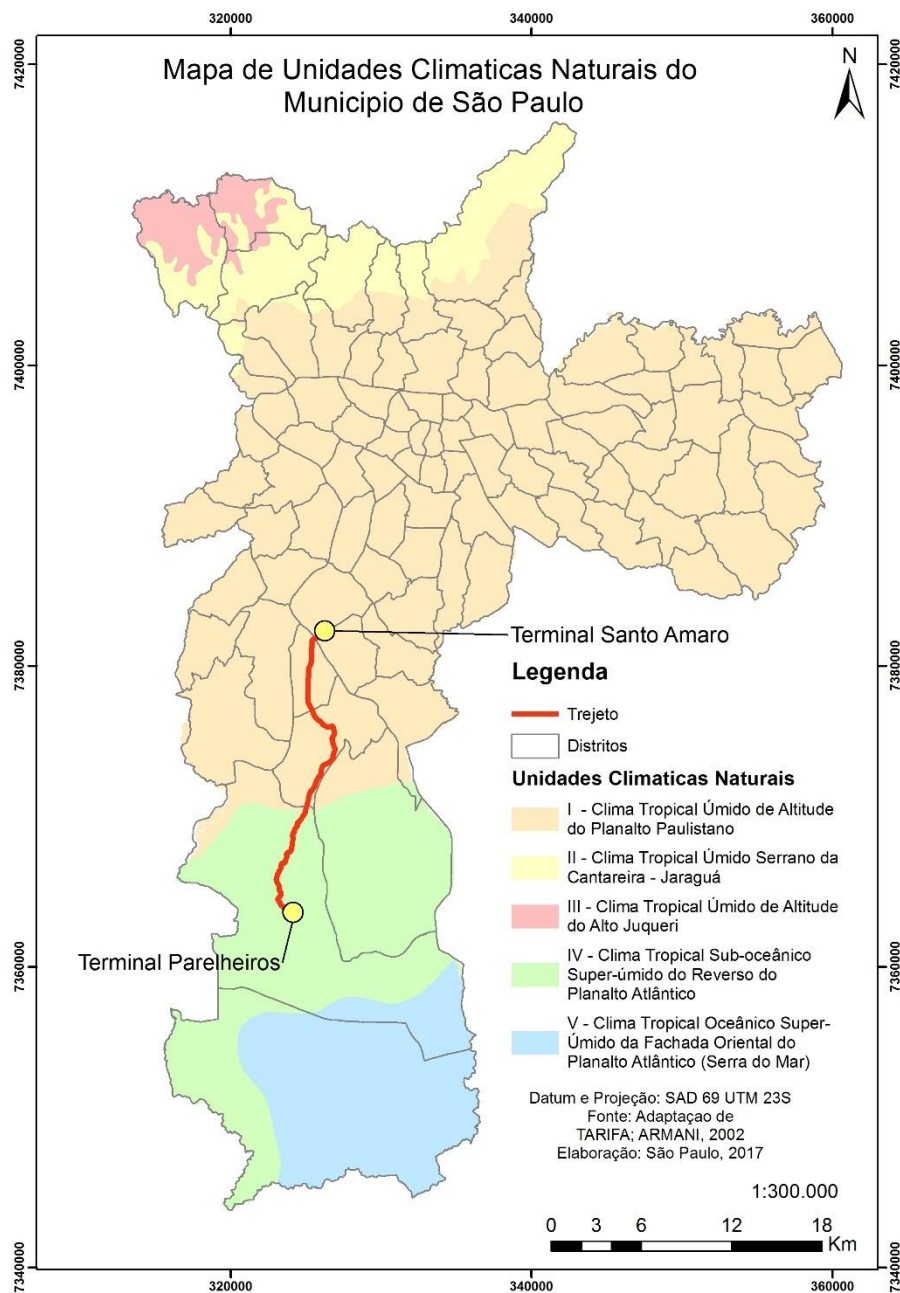 320000
340000
360000
7420000
7420000
Mapa de Unidades Climaticas Naturais do
Municipio de São Paulo
N
7400000
7400000
Terminal Santo Amaro
7380000
7380000
Legenda
Trejeto
Distritos
Unidades Climaticas Naturais
I - Clima Tropical Úmido de Altitude
do Planalto Paulistano
II - Clima Tropical Úmido Serrano da
Cantareira - Jaraguá
III - Clima Tropical Úmido de Altitude
do Alto Juqueri
IV - Clima Tropical Sub-oceânico
Super-úmido do Reverso do
Planalto Atlântico
V - Clima Tropical Oceânico Super-
Úmido da Fachada Oriental do
Planalto Atlântico (Serra do Mar)
Terminal Parelheiros
7360000
7360000
Datum e Projeção: SAD 69 UTM 23S
Fonte: Adaptaçao de
TARIFA; ARMANI, 2002
Elaboração: São Paulo, 2017
1:300.000
0 3 6 12 18
Km
7340000
7340000
320000
340000
360000